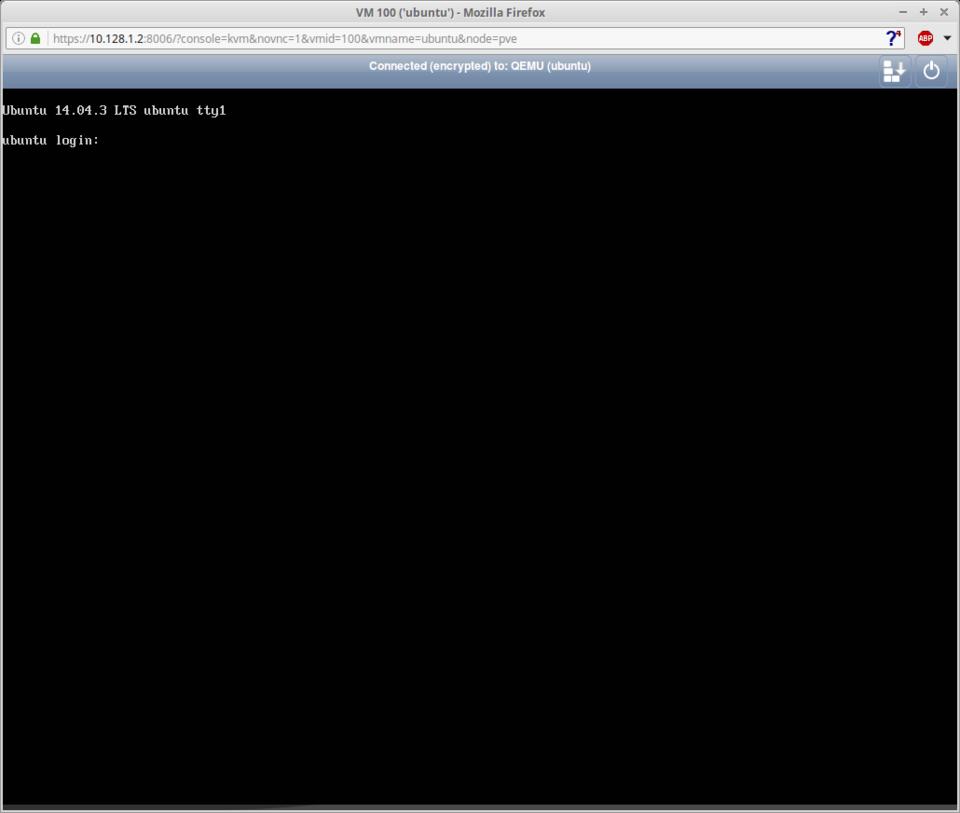 VM 100 ('ubuntu') - Mozilla Firefox
https://10.128.1.2:8006/?console=kvm&novnc=1&vmid=100&vmname=ubuntu&node=pve
ABP
Connected (encrypted) to: QEMU (ubuntu)
Ubuntu 14.04.3 LTS ubuntu tty1
ubuntu login: